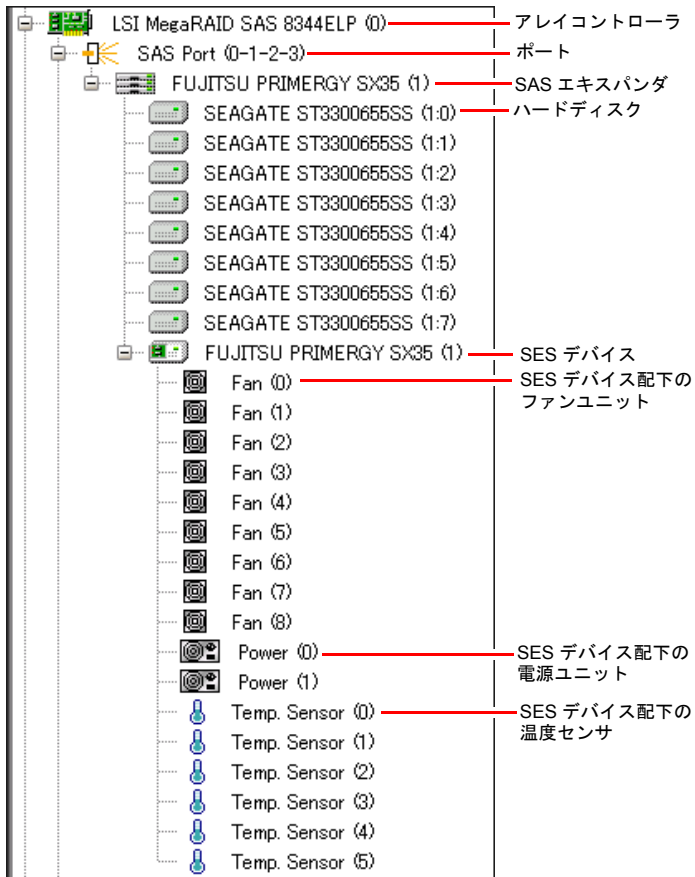 LSI MegaRAID SAS 8344ELP (0) アレイコントローラ
SAS Port (0-1-2-3) ポート
FUJITSU PRIMERGY SX35 (1) SAS エキスパンダ
SEAGATE ST3300655SS (1:0) ハードディスク
SEAGATE ST3300655SS (1:1)
SEAGATE ST3300655SS (1:2)
SEAGATE ST3300655SS (1:3)
SEAGATE ST3300655SS (1:4)
SEAGATE ST3300655SS (1:5)
SEAGATE ST3300655SS (1:6)
SEAGATE ST3300655SS (1:7)
FUJITSU PRIMERGY SX35 (1) SES デバイス
Fan (0) SES デバイス配下の
ファンユニット
Fan (1)
Fan (2)
Fan (3)
Fan (4)
Fan (5)
Fan (6)
Fan (7)
Fan (8)
Power (0) SES デバイス配下の
電源ユニット
Power (1)
Temp. Sensor (0) SES デバイス配下の
温度センサ
Temp. Sensor (1)
Temp. Sensor (2)
Temp. Sensor (3)
Temp. Sensor (4)
Temp. Sensor (5)